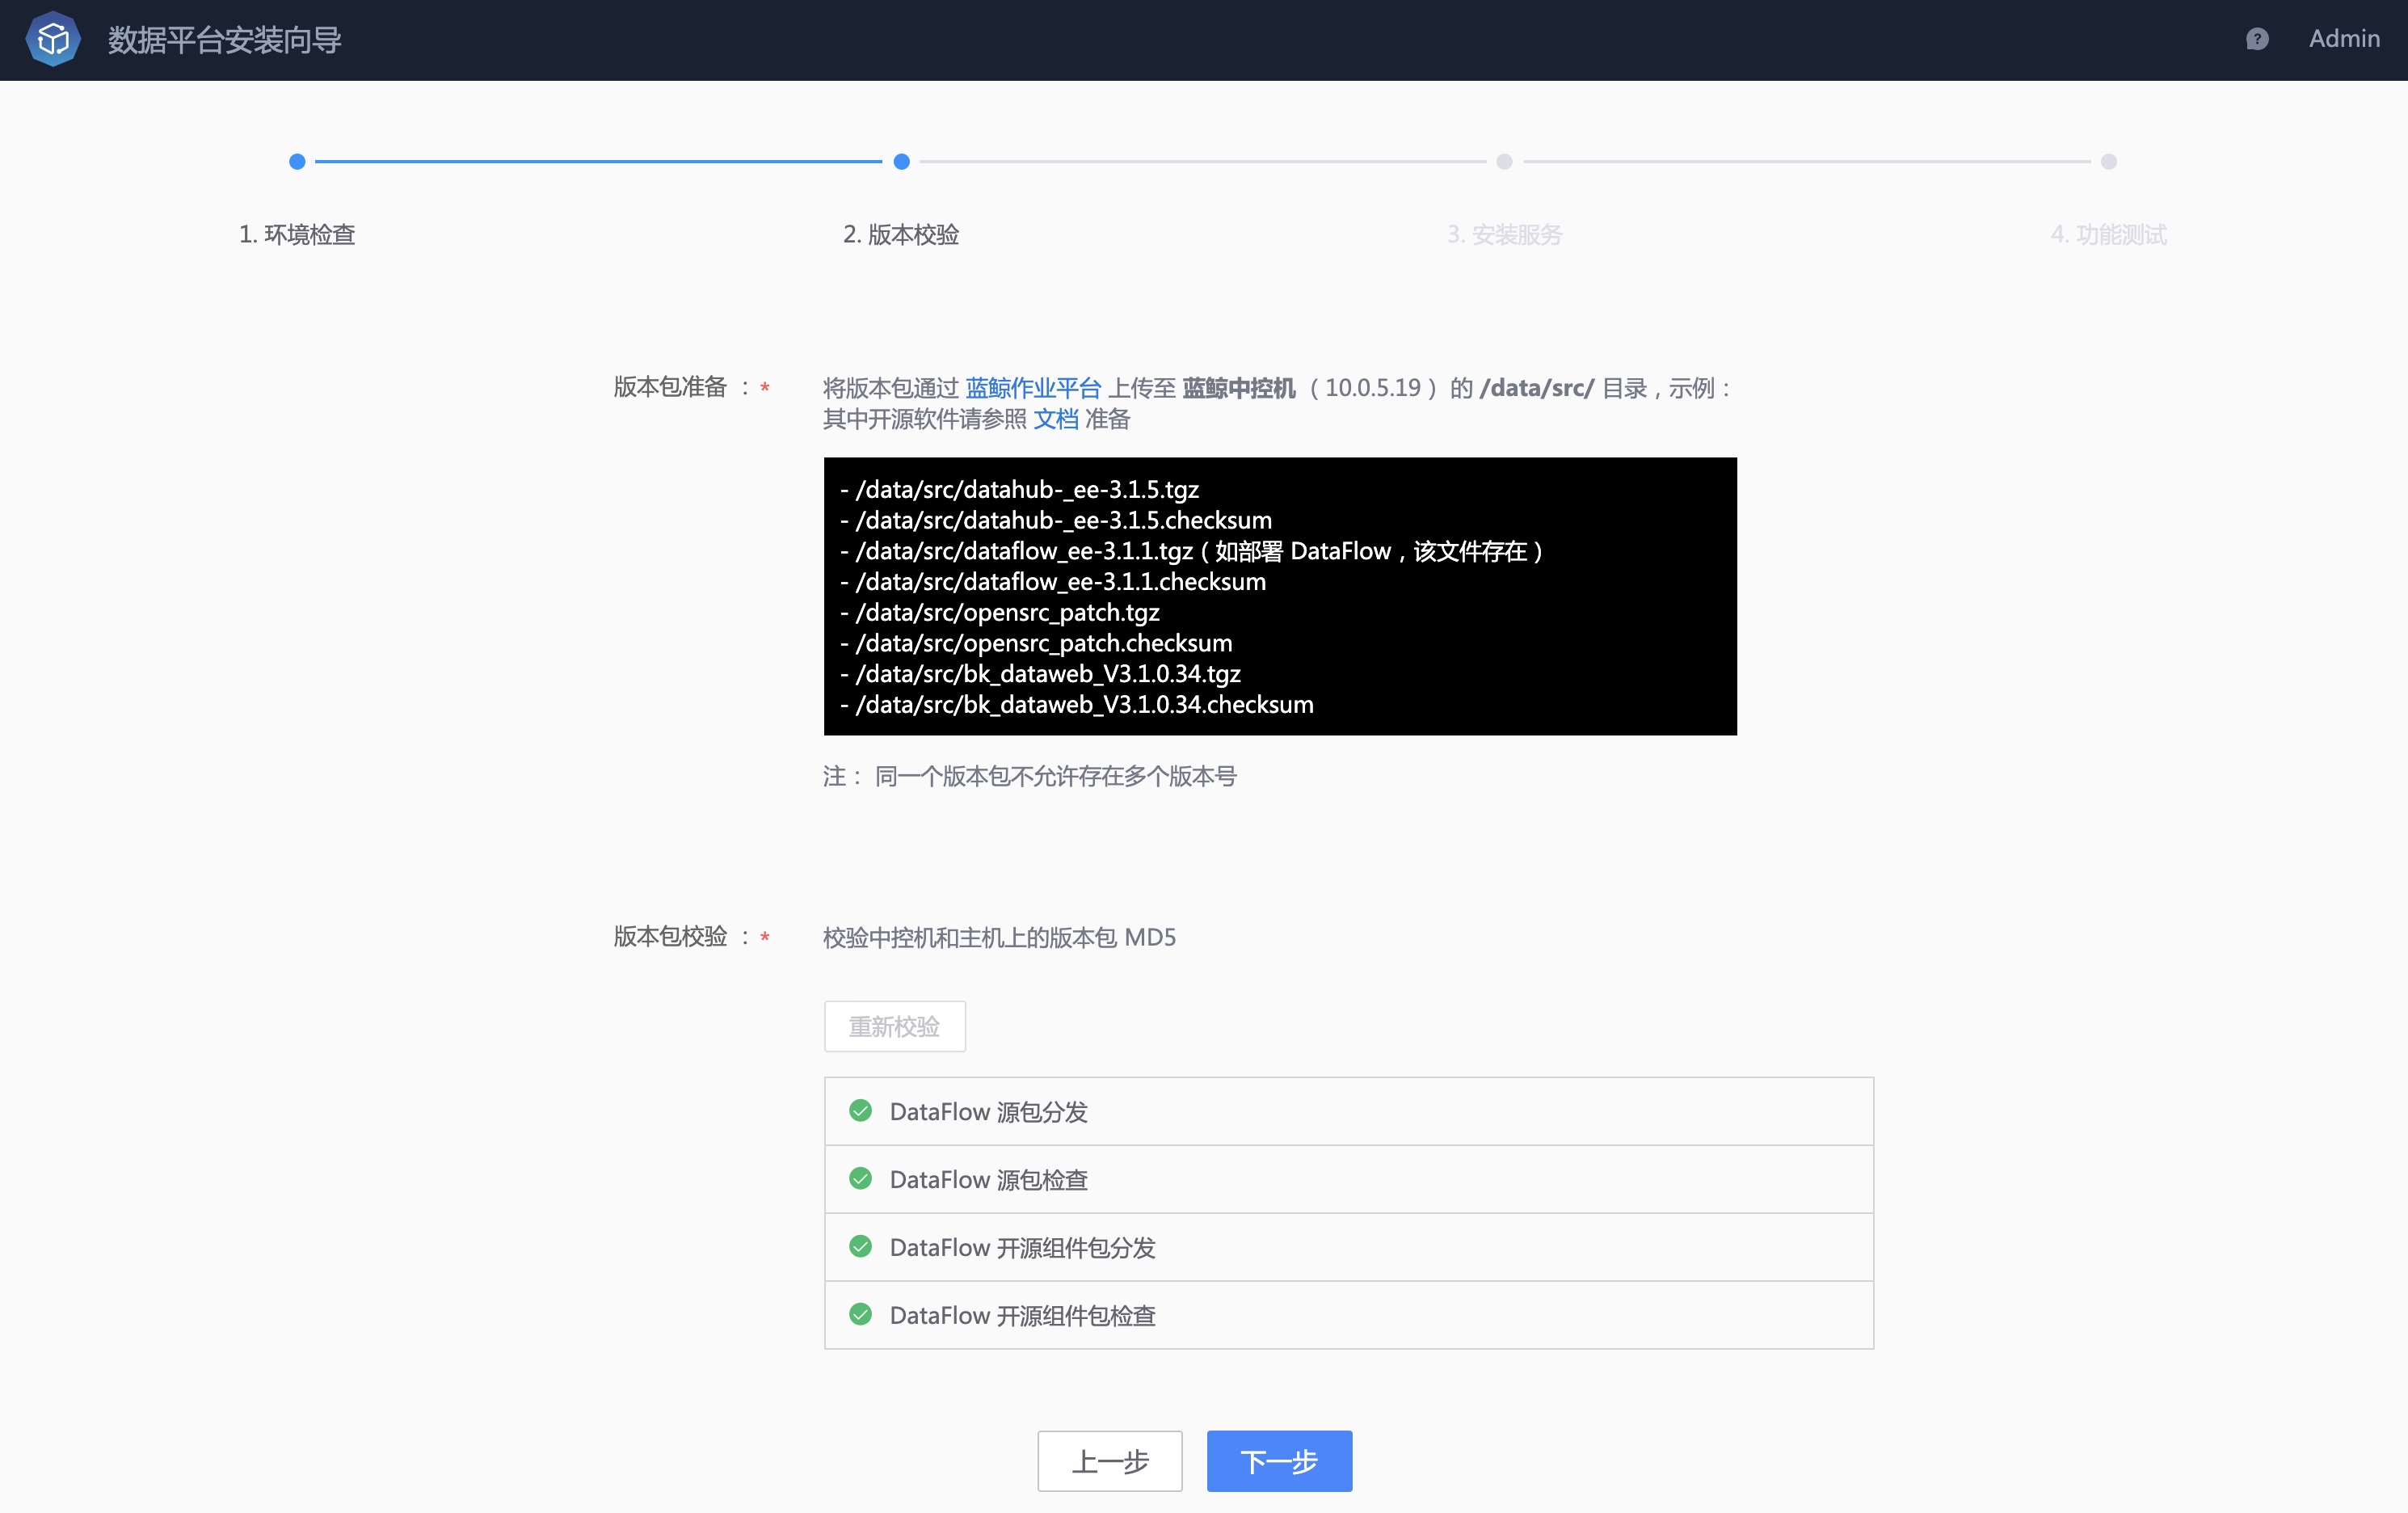 数据平台安装向导
Admin
1. 环境检查
2. 版本校验
3. 安装服务
4. 功能测试
版本包准备 : *
将版本包通过 蓝鲸作业平台 上传至 蓝鲸中控机 （ 10.0.5.19 ） 的 /data/src/ 目录，示例：
其中开源软件请参照 文档 准备
- /data/src/datahub-_ee-3.1.5.tgz
- /data/src/datahub-_ee-3.1.5.checksum
- /data/src/dataflow_ee-3.1.1.tgz（ 如部署 DataFlow，该文件存在 ）
- /data/src/dataflow_ee-3.1.1.checksum
- /data/src/opensrc_patch.tgz
- /data/src/opensrc_patch.checksum
- /data/src/bk_dataweb_V3.1.0.34.tgz
- /data/src/bk_dataweb_V3.1.0.34.checksum
注： 同一个版本包不允许存在多个版本号
版本包校验 : *
校验中控机和主机上的版本包 MD5
重新校验
DataFlow 源包分发
DataFlow 源包检查
DataFlow 开源组件包分发
DataFlow 开源组件包检查
上一步
下一步